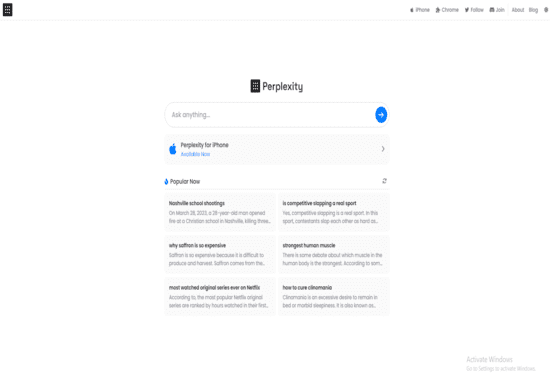 iPhone Chrome Follow Join About Blog
Perplexity
Ask anything...
Perplexity for iPhone
Available Now
Popular Now
Nashville school shootings
On March 28, 2023, a 28-year-old man opened
fire at a Christian school in Nashville, killing three...
is competitive slapping a real sport
Yes, competitive slapping is a real sport. In this
sport, contestants slap each other as hard as...
why saffron is so expensive
Saffron is so expensive because it is difficult to
produce and harvest. Saffron comes from the...
strongest human muscle
There is some debate about which muscle in the
human body is the strongest. According to som...
most watched original series ever on Netflix
According to, the most popular Netflix original
series are ranked by hours watched in their first...
how to cure clinomania
Clinomania is an excessive desire to remain in
bed or morbid sleepiness. It is also known as...
Activate Windows
Go to Settings to activate Windows.